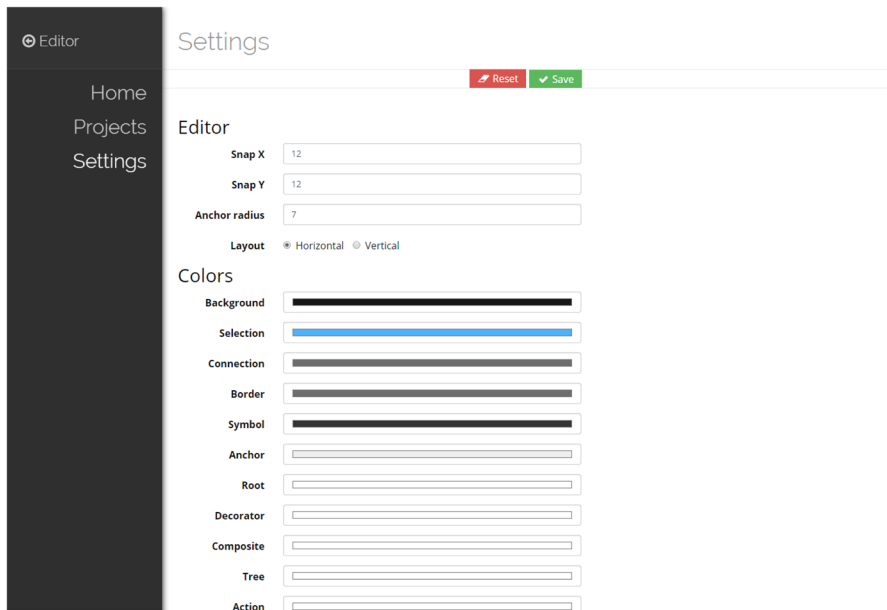 Editor
Home
Projects
Settings
Settings
Reset Save
Editor
Snap X 12
Snap Y 12
Anchor radius 7
Layout Horizontal Vertical
Colors
Background
Selection
Connection
Border
Symbol
Anchor
Root
Decorator
Composite
Tree
Action